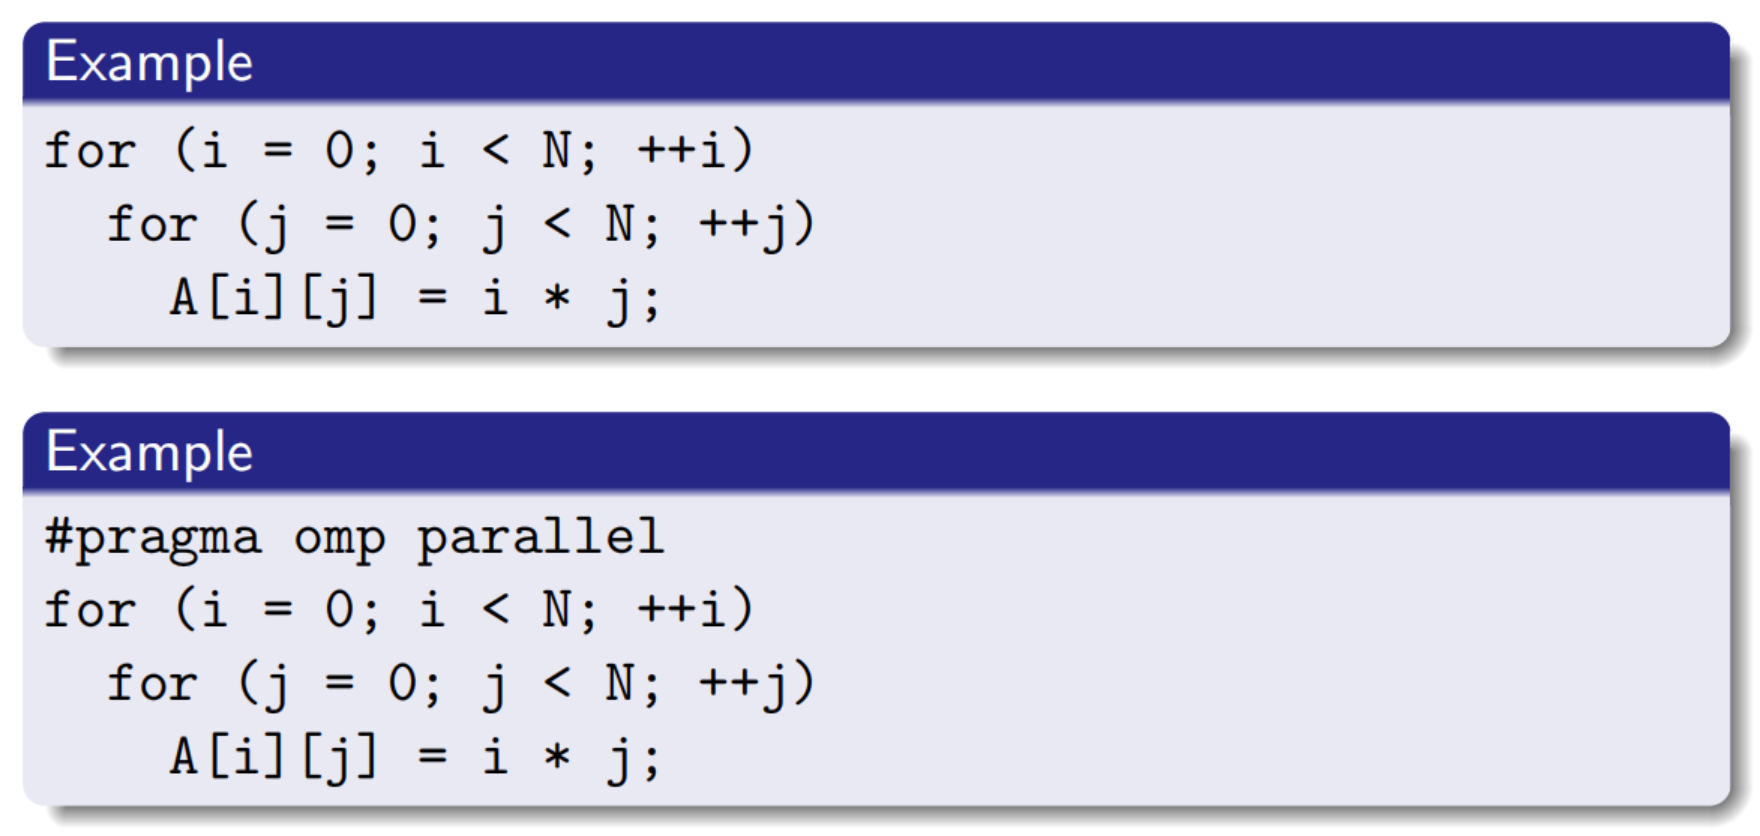 Example
for (i = 0; i < N; ++i)
  for (j = 0; j < N; ++j)
    A[i][j] = i * j;
Example
#pragma omp parallel
for (i = 0; i < N; ++i)
  for (j = 0; j < N; ++j)
    A[i][j] = i * j;